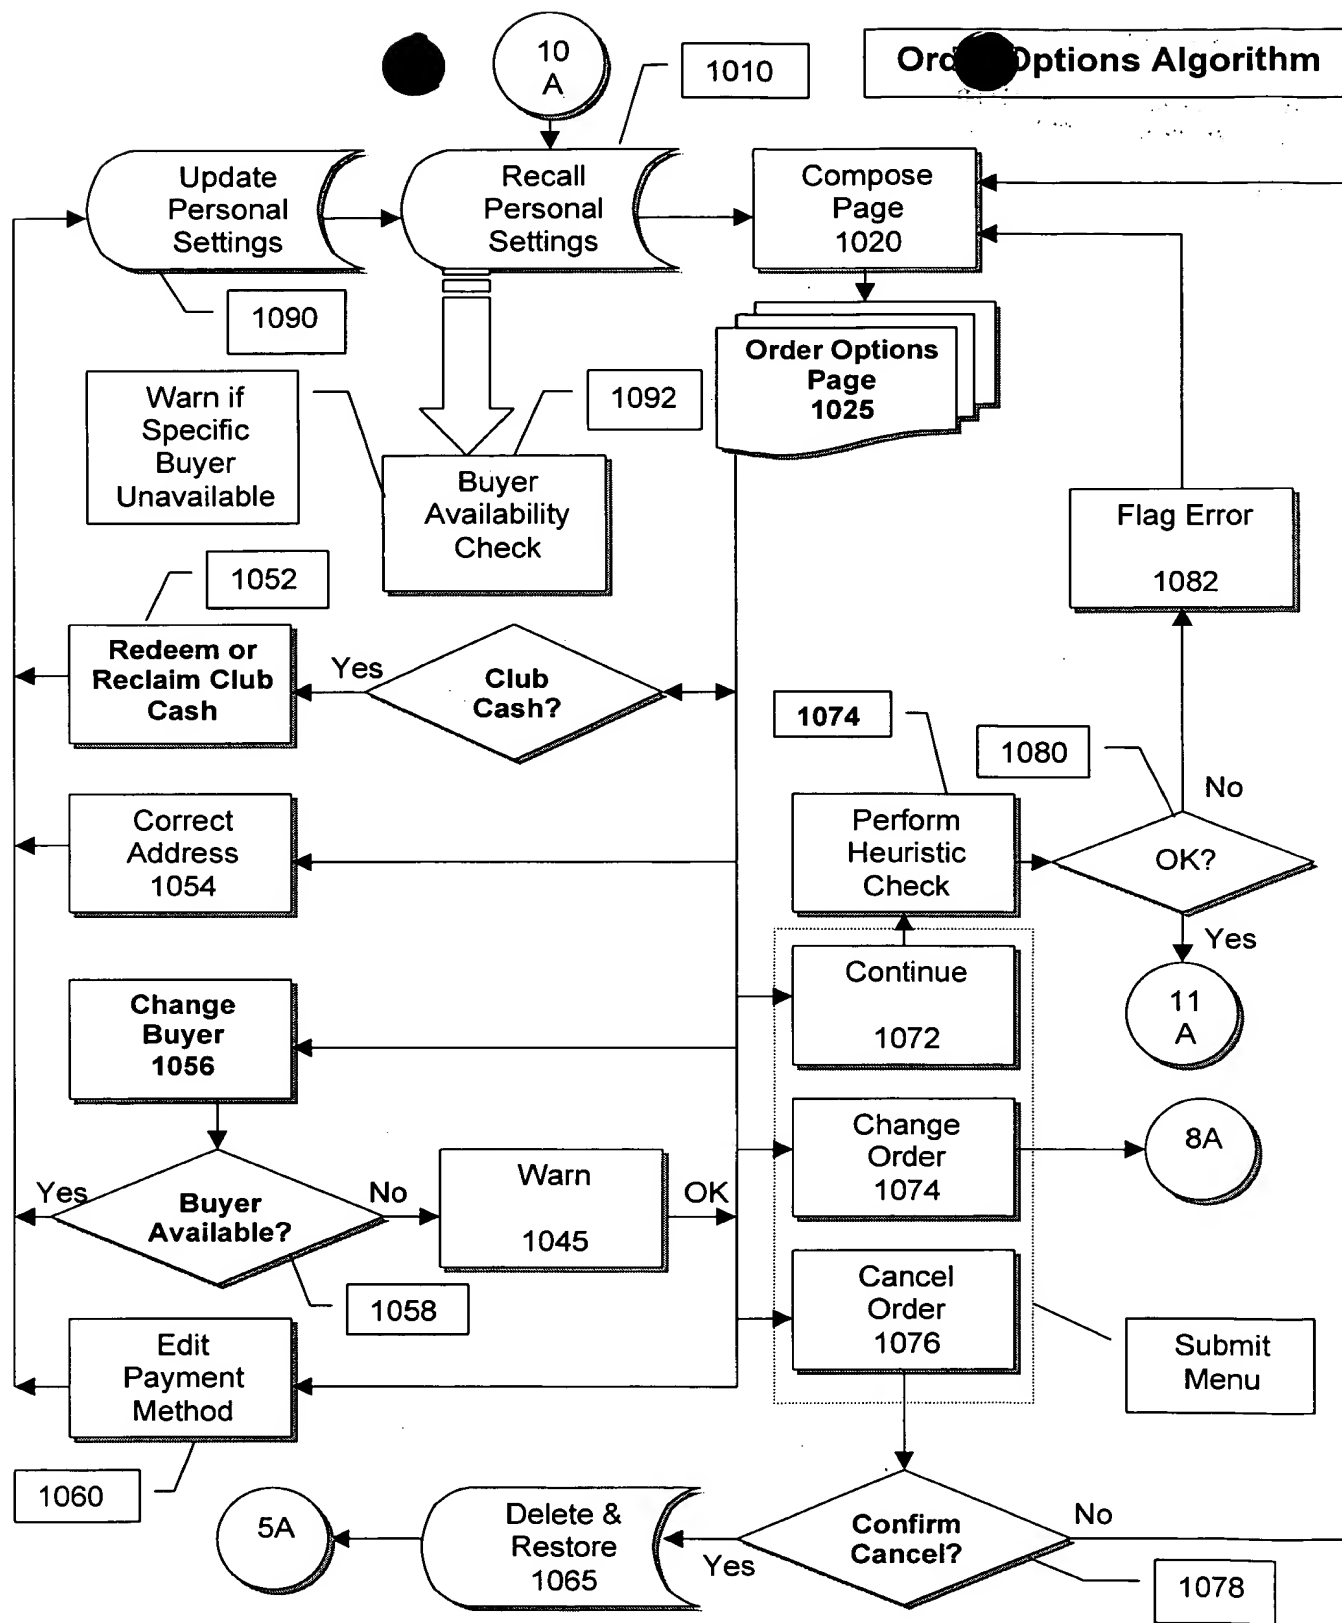 10
A
1010
Ord Options Algorithm
Update
Personal
Settings
Recall
Personal
Settings
Compose
Page
1020
1090
Order Options
Page
1025
Warn if
Specific
Buyer
Unavailable
1092
Buyer
Availability
Check
Flag Error
1082
1052
Redeem or
Reclaim Club
Cash
Yes
Club
Cash?
1074
1080
No
Correct
Address
1054
Perform
Heuristic
Check
OK?
Yes
Continue
1072
11
A
Change
Buyer
1056
Change
Order
1074
8A
Yes
Buyer
Available?
No
Warn
1045
OK
1058
Cancel
Order
1076
Edit
Payment
Method
Submit
Menu
1060
5A
Delete &
Restore
1065
Yes
Confirm
Cancel?
No
1078